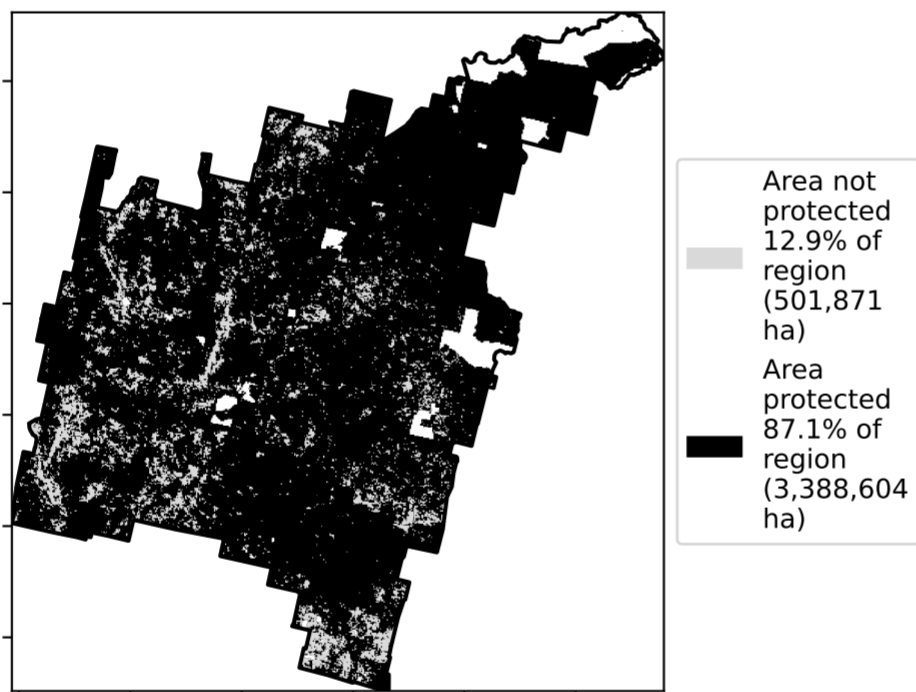 Area not
protected
12.9% of
region
(501,871
ha)
Area
protected
87.1% of
region
(3,388,604
ha)